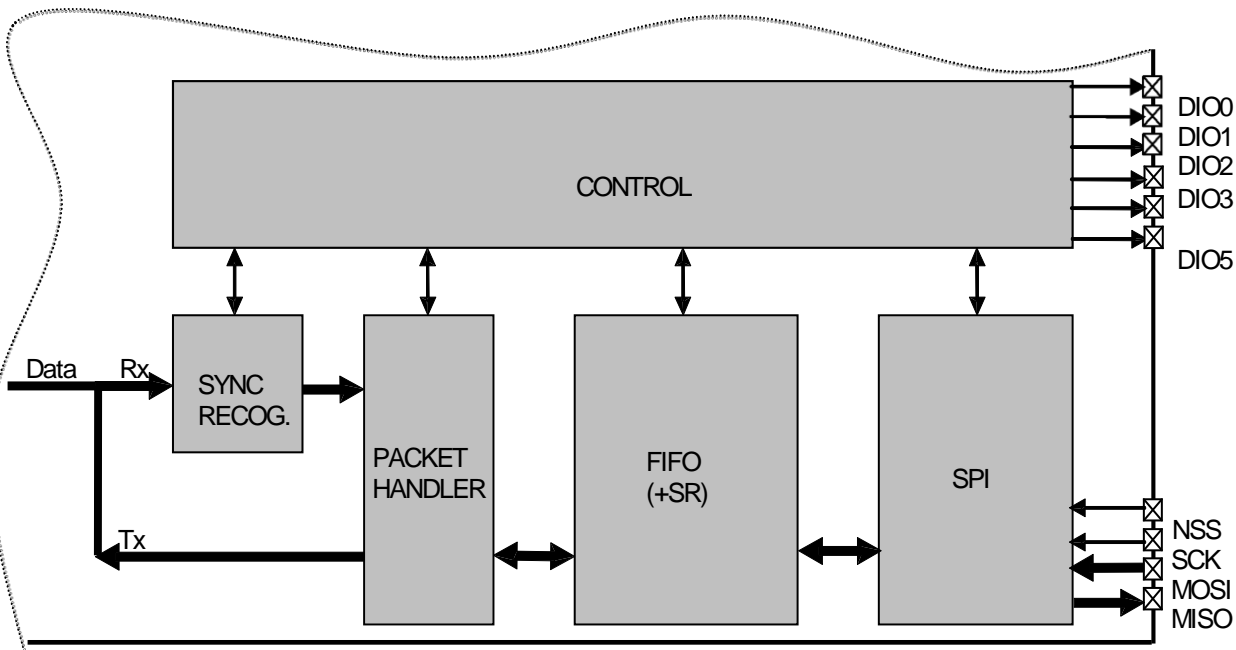 CONTROL
DIO0
DIO1
DIO2
DIO3
DIO5
Data
Rx
SYNC
RECOG.
PACKET
HANDLER
FIFO
(+SR)
SPI
Tx
NSS
SCK
MOSI
MISO